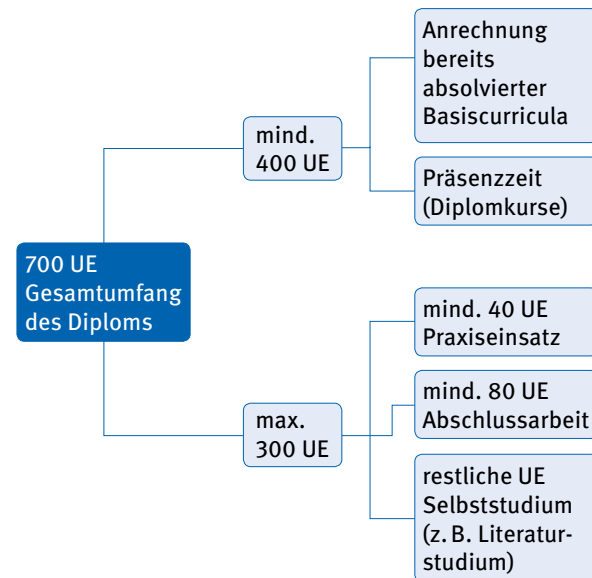 Anrechnung
bereits
absolvierter
Basiscurricula
mind.
400 UE
Präsenzzeit
(Diplomkurse)
700 UE
Gesamtumfang
des Diploms
mind. 40 UE
Praxiseinsatz
mind. 80 UE
Abschlussarbeit
max.
300 UE
restliche UE
Selbststudium
(z. B. Literatur-
studium)